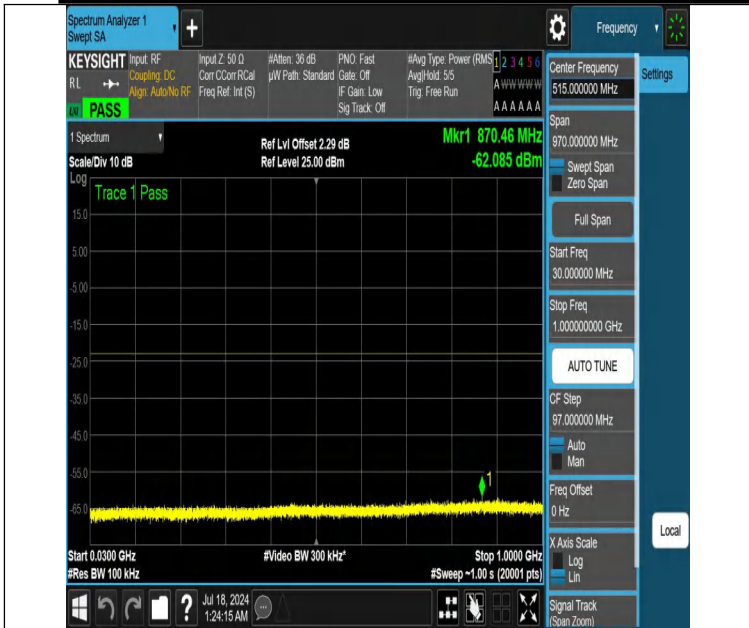 Spectrum Analyzer 1
Swept SA
+
Frequency
KEYSIGHT
RL
LXI
PASS
Input: RF
Coupling: DC
Align: Auto/No RF
Input Z: 50 Ω
Corr CCorr RCal
Freq Ref: Int (S)
#Atten: 36 dB
µW Path: Standard
PNO: Fast
Gate: Off
IF Gain: Low
Sig Track: Off
#Avg Type: Power (RMS
Avg|Hold: 5/5
Trig: Free Run
1 2 3 4 5 6
A W W W W W
A A A A A A
Center Frequency
515.000000 MHz
Settings
1 Spectrum
Scale/Div 10 dB
Ref Lvl Offset 2.29 dB
Ref Level 25.00 dBm
Mkr1 870.46 MHz
-62.085 dBm
Log
Trace 1 Pass
15.0
5.00
-5.00
-15.0
-25.0
-35.0
-45.0
-55.0
-65.0
1
Start 0.0300 GHz
#Res BW 100 kHz
#Video BW 300 kHz*
Stop 1.0000 GHz
#Sweep ~1.00 s (20001 pts)
Span
970.000000 MHz
Swept Span
Zero Span
Full Span
Start Freq
30.000000 MHz
Stop Freq
1.000000000 GHz
AUTO TUNE
CF Step
97.000000 MHz
Auto
Man
Freq Offset
0 Hz
X Axis Scale
Log
Lin
Local
Signal Track
(Span Zoom)
?
Jul 18, 2024
1:24:15 AM